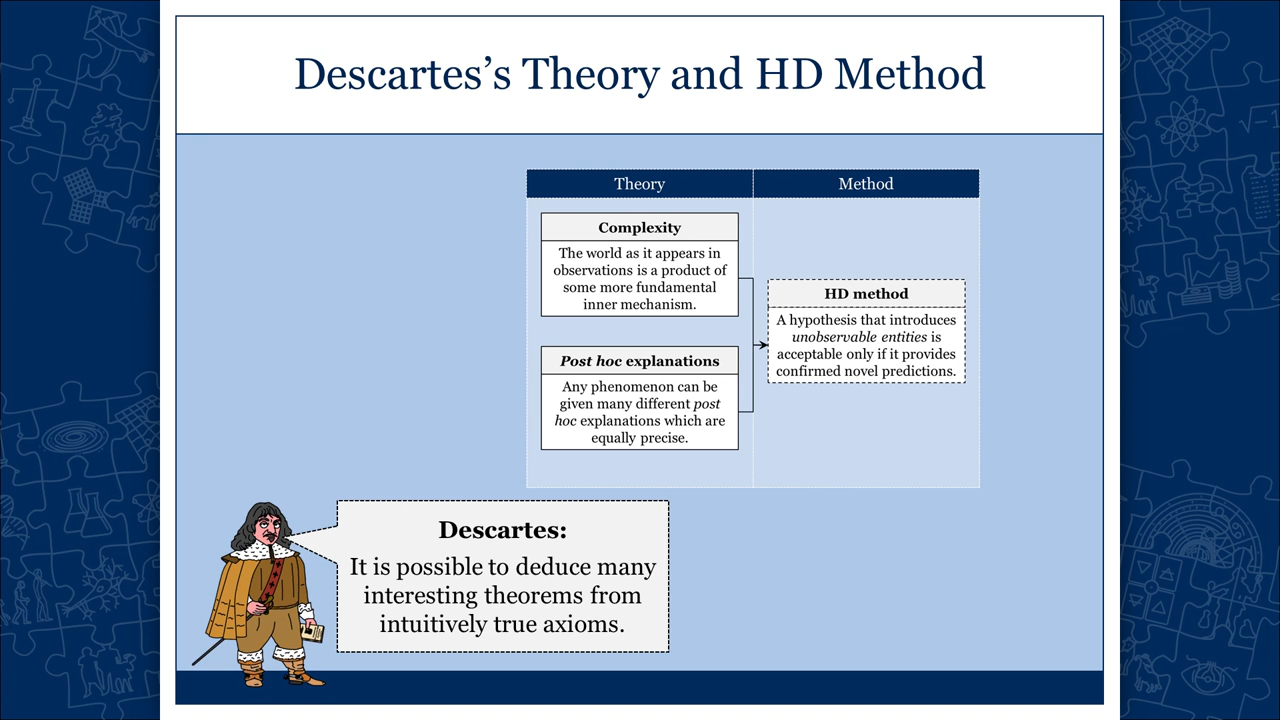 Descartes’s Theory and HD Method
Theory
Method
Complexity
The world as it appears in
observations is a product of
some more fundamental
inner mechanism.
Post hoc explanations
Any phenomenon can be
given many different post
hoc explanations which are
equally precise.
HD method
A hypothesis that introduces
unobservable entities is
acceptable only if it provides
confirmed novel predictions.
Descartes:
It is possible to deduce many
interesting theorems from
intuitively true axioms.
√-1